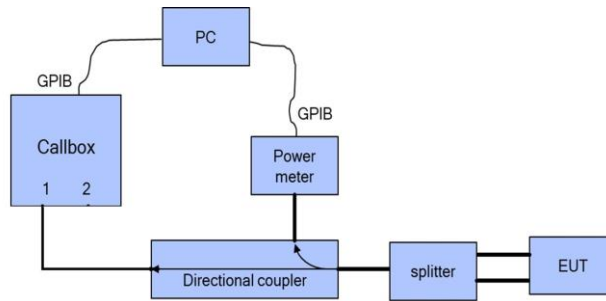 PC
GPIB
GPIB
Callbox
1 2
Power
meter
Directional coupler
splitter
EUT